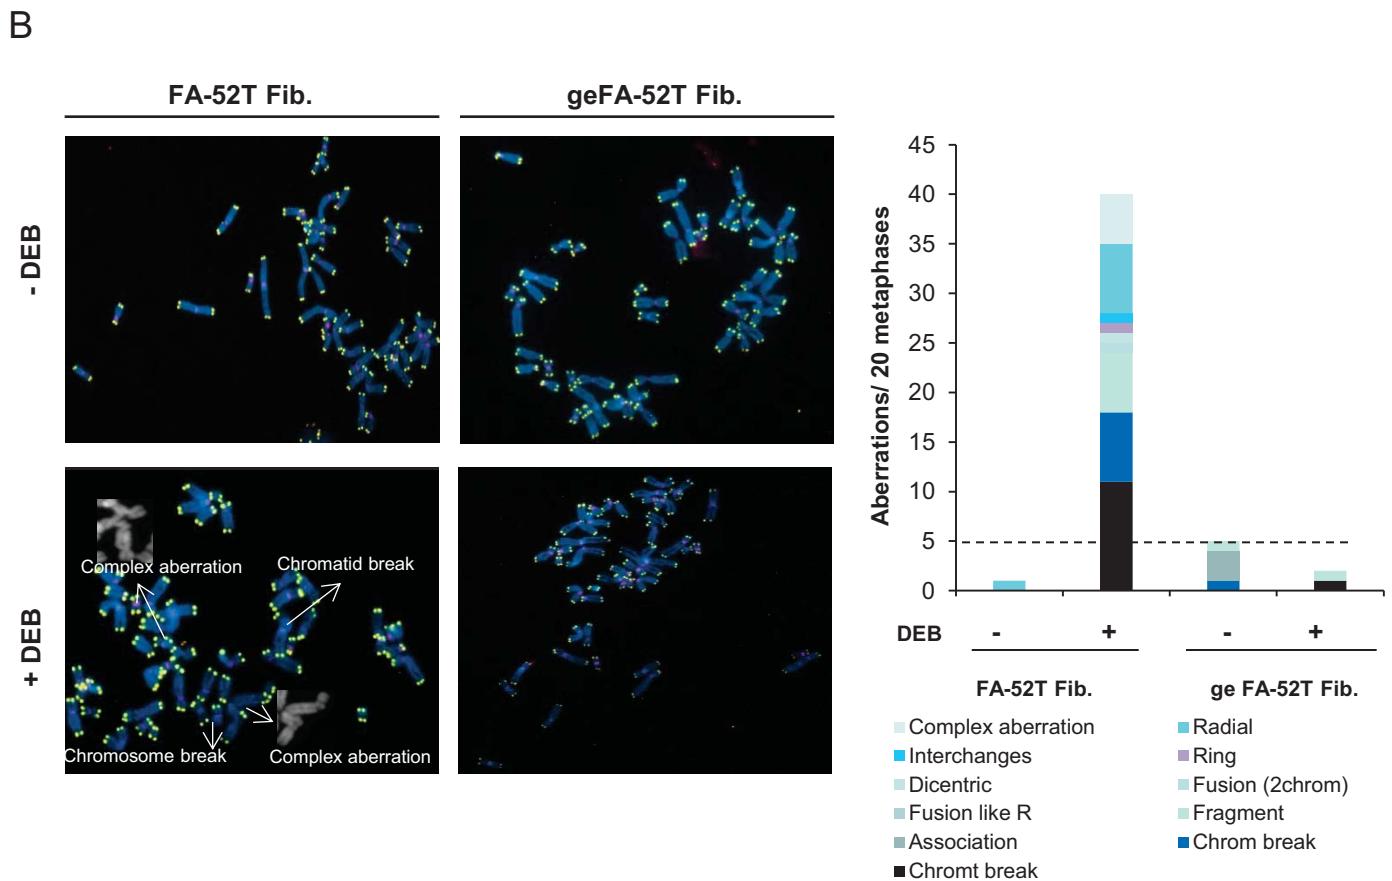 B
FA-52T Fib.
geFA-52T Fib.
- DEB
+ DEB
Complex aberration
Chromatid break
Chromosome break
Complex aberration
Aberrations/ 20 metaphases
45
40
35
30
25
20
15
10
5
0
DEB - + - +
FA-52T Fib.
ge FA-52T Fib.
Complex aberration
Radial
Interchanges
Ring
Dicentric
Fusion (2chrom)
Fusion like R
Fragment
Association
Chrom break
Chromt break